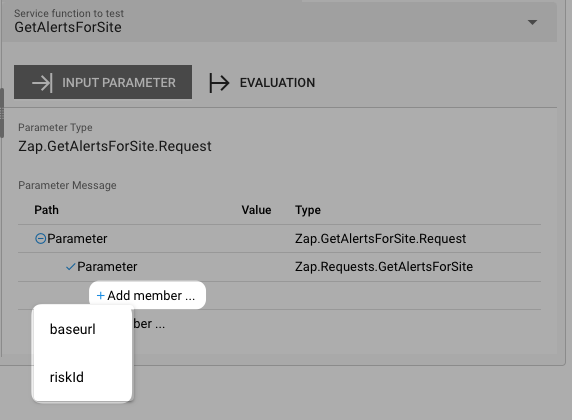 Service function to test
GetAlertsForSite
INPUT PARAMETER EVALUATION
Parameter Type
Zap.GetAlertsForSite.Request
Parameter Message
Path Value Type
Parameter Zap.GetAlertsForSite.Request
Parameter Zap.Requests.GetAlertsForSite
+ Add member ...
ber ...
baseurl
riskId